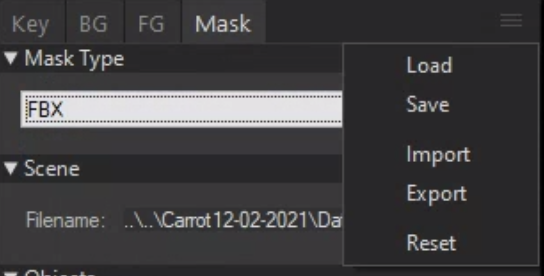 Key BG FG Mask
Mask Type
FBX
Scene
Filename: ..\..\Carrot12-02-2021\Da
Objects
Load
Save
Import
Export
Reset